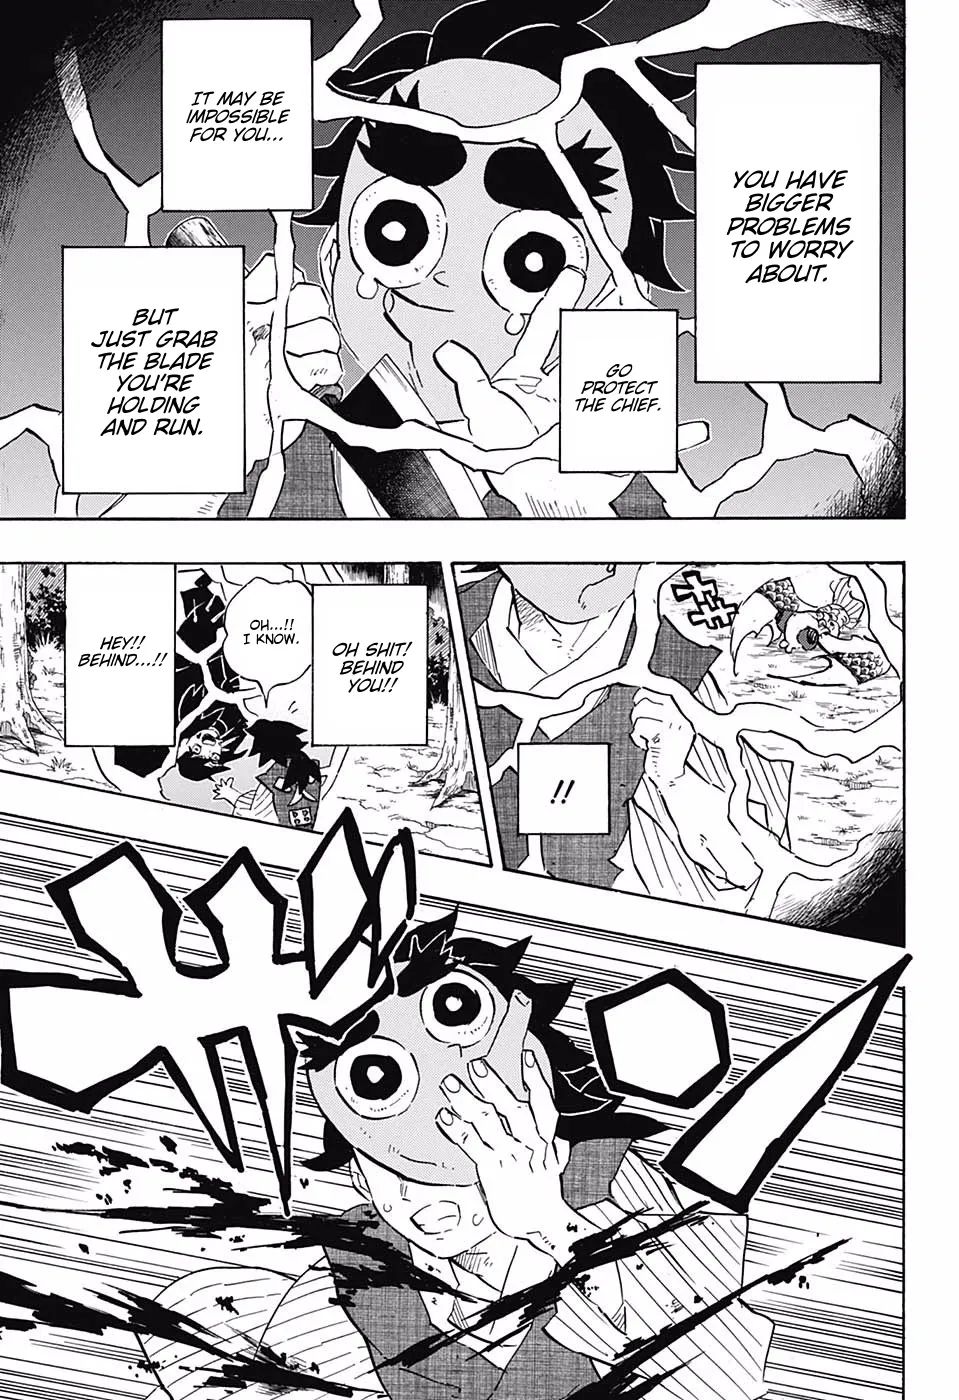 YOU HAVE
BIGGER
PROBLEMS
TO WORRY
ABOUT.
GO
PROTECT
THE CHIEF.
IT MAY BE
IMPOSSIBLE
FOR YOU...
BUT
JUST GRAB
THE BLADE
YOU'RE
HOLDING
AND RUN.
!!
OH SHIT!
BEHIND
YOU!!
OH...!!
I KNOW.
HEY!!
BEHIND...!!